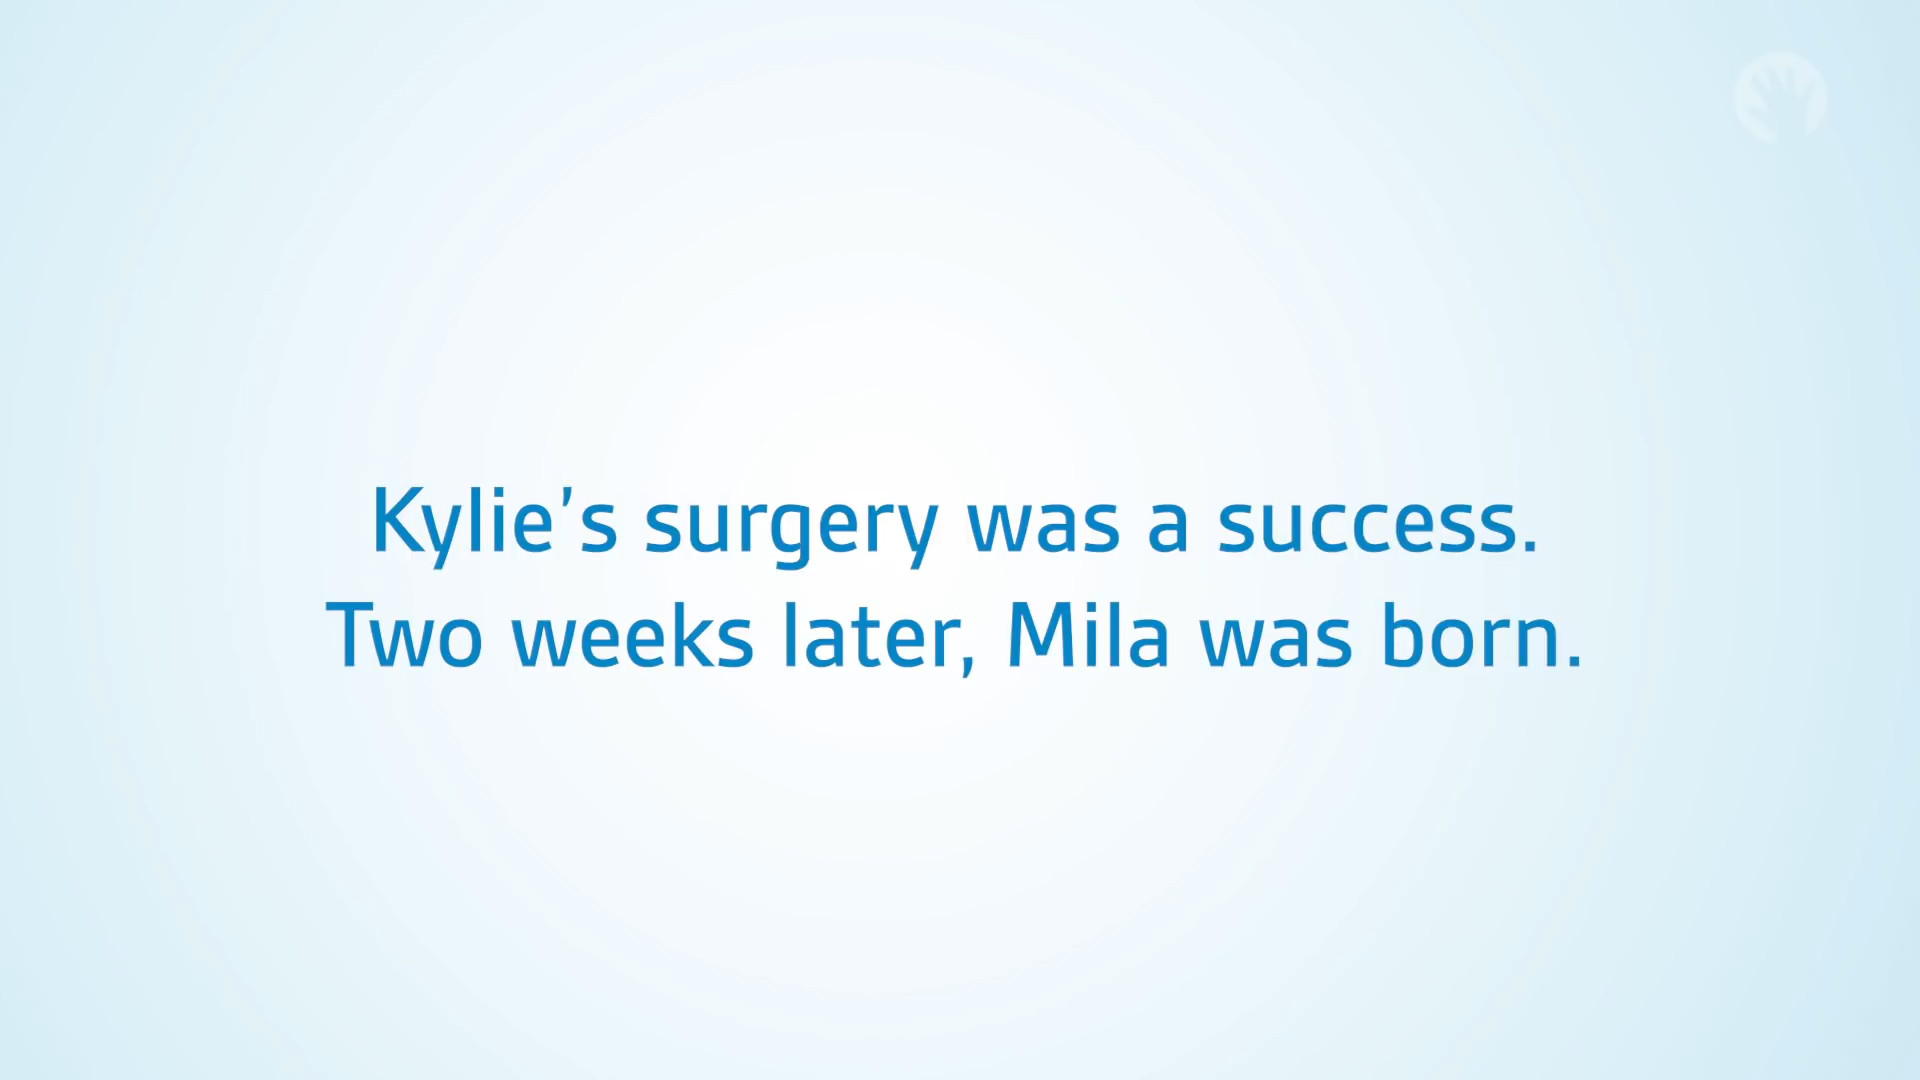 Kylie’s surgery was a success.
Two weeks later, Mila was born.